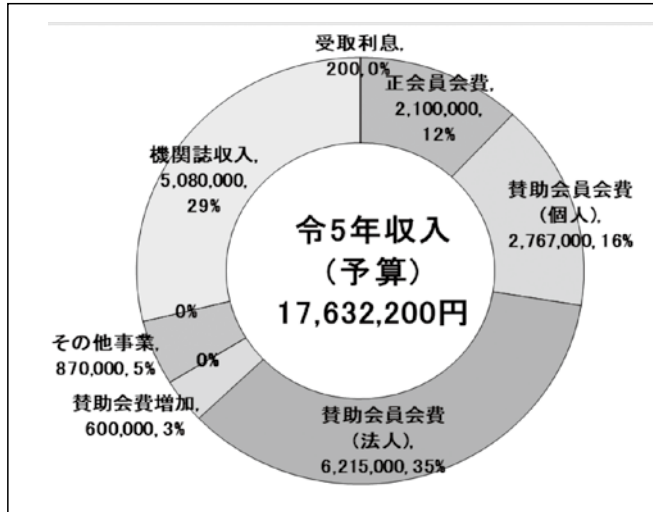 受取利息,
200,0%
正会員会費,
2,100,000,
12%
賛助会員会費
(個人),
2,767,000,16%
賛助会員会費
(法人),
6,215,000,35%
賛助会費増加,
600,000,3%
0%
その他事業,
870,000,5%
0%
機関誌収入,
5,080,000,
29%
令5年収入
(予算)
17,632,200円